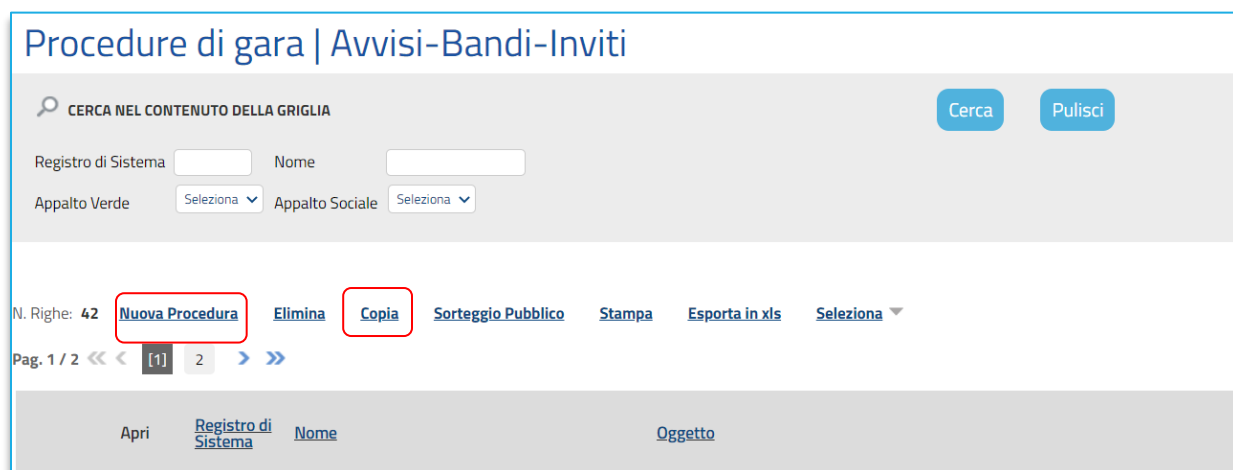 Procedure di gara | Avvisi-Bandi-Inviti
CERCA NEL CONTENUTO DELLA GRIGLIA
Cerca Pulisci
Registro di Sistema Nome
Appalto Verde Seleziona Appalto Sociale Seleziona
N. Righe: 42 Nuova Procedura Elimina Copia Sorteggio Pubblico Stampa Esporta in xls Seleziona
Pag. 1 / 2 [1] 2
Apri Registro di Sistema Nome Oggetto